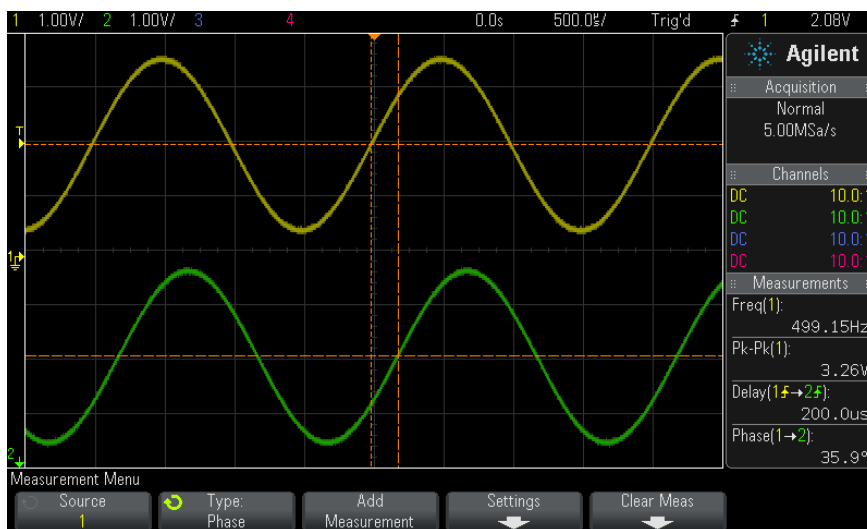 1 1.00V/ 2 1.00V/ 3 4 0.0s 500.0us/ Trig'd 1 2.08V
Agilent
Acquisition
Normal
5.00MSa/s
Channels
DC 10.0:
DC 10.0:
DC 10.0:
DC 10.0:
Measurements
Freq(1):
499.15Hz
Pk-Pk(1):
3.26V
Delay(1→2):
200.0us
Phase(1→2):
35.9°
T
1
2
Measurement Menu
Source
1
Type:
Phase
Add
Measurement
Settings
Clear Meas